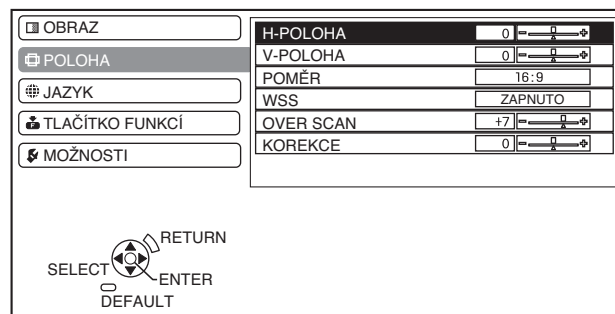 OBRAZ
POLOHA
JAZYK
TLAČÍTKO FUNKCÍ
MOŽNOSTI
H-POLOHA 0
V-POLOHA 0
POMĚR 16:9
WSS ZAPNUTO
OVER SCAN +7
KOREKCE 0
RETURN
SELECT
ENTER
DEFAULT